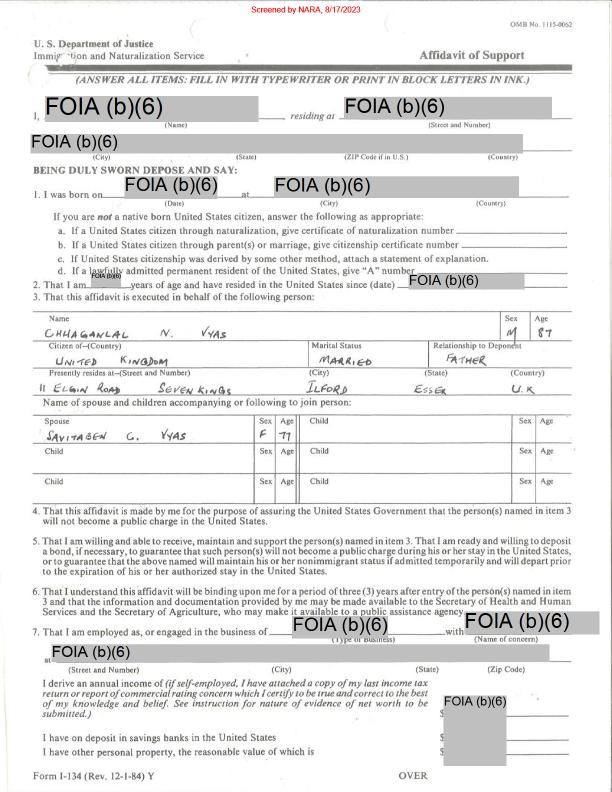 Screened by NARA, 8/17/2023
OMB No. 1115-0062
U. S. Department of Justice
Immigration and Naturalization Service Affidavit of Support
(ANSWER ALL ITEMS: FILL IN WITH TYPEWRITER OR PRINT IN BLOCK LETTERS IN INK.)
I, FOIA (b)(6) residing at FOIA (b)(6)
(Name) (Street and Number)
FOIA (b)(6)
(City) (State) (ZIP Code if in U.S.) (Country)
BEING DULY SWORN DEPOSE AND SAY:
1. I was born on FOIA (b)(6) at FOIA (b)(6)
(Date) (City) (Country)
If you are not a native born United States citizen, answer the following as appropriate:
a. If a United States citizen through naturalization, give certificate of naturalization number
b. If a United States citizen through parent(s) or marriage, give citizenship certificate number
c. If United States citizenship was derived by some other method, attach a statement of explanation.
d. If a lawfully admitted permanent resident of the United States, give "A" number
2. That I am FOIA (b)(6) years of age and have resided in the United States since (date) FOIA (b)(6)
3. That this affidavit is executed in behalf of the following person:
Name Sex Age
CHHAGANLAL N. VYAS M 87
Citizen of-(Country) Marital Status Relationship to Deponent
UNITED KINGDOM MARRIED FATHER
Presently resides at-(Street and Number) (City) (State) (Country)
11 ELGIN ROAD SEVEN KINGS ILFORD ESSEX U.K
Name of spouse and children accompanying or following to join person:
Spouse Sex Age Child Sex Age
SAVITABEN C. VYAS F 77
Child Sex Age Child Sex Age
Child Sex Age Child Sex Age
4. That this affidavit is made by me for the purpose of assuring the United States Government that the person(s) named in item 3
will not become a public charge in the United States.
5. That I am willing and able to receive, maintain and support the person(s) named in item 3. That I am ready and willing to deposit
a bond, if necessary, to guarantee that such person(s) will not become a public charge during his or her stay in the United States,
or to guarantee that the above named will maintain his or her nonimmigrant status if admitted temporarily and will depart
prior to the expiration of his or her authorized stay in the United States.
6. That I understand this affidavit will be binding upon me for a period of three (3) years after entry of the person(s) named in item
3 and that the information and documentation provided by me may be made available to the Secretary of Health and Human
Services and the Secretary of Agriculture, who may make it available to a public assistance agency
7. That I am employed as, or engaged in the business of FOIA (b)(6) with FOIA (b)(6)
(Type of Business) (Name of concern)
at FOIA (b)(6)
(Street and Number) (City) (State) (Zip Code)
I derive an annual income of (if self-employed, I have attached a copy of my last income tax
return or report of commercial rating concern which I certify to be true and correct to the best
of my knowledge and belief. See instruction for nature of evidence of net worth to be
submitted.) $ FOIA (b)(6)
I have on deposit in savings banks in the United States $
I have other personal property, the reasonable value of which is $
Form I-134 (Rev. 12-1-84) Y OVER